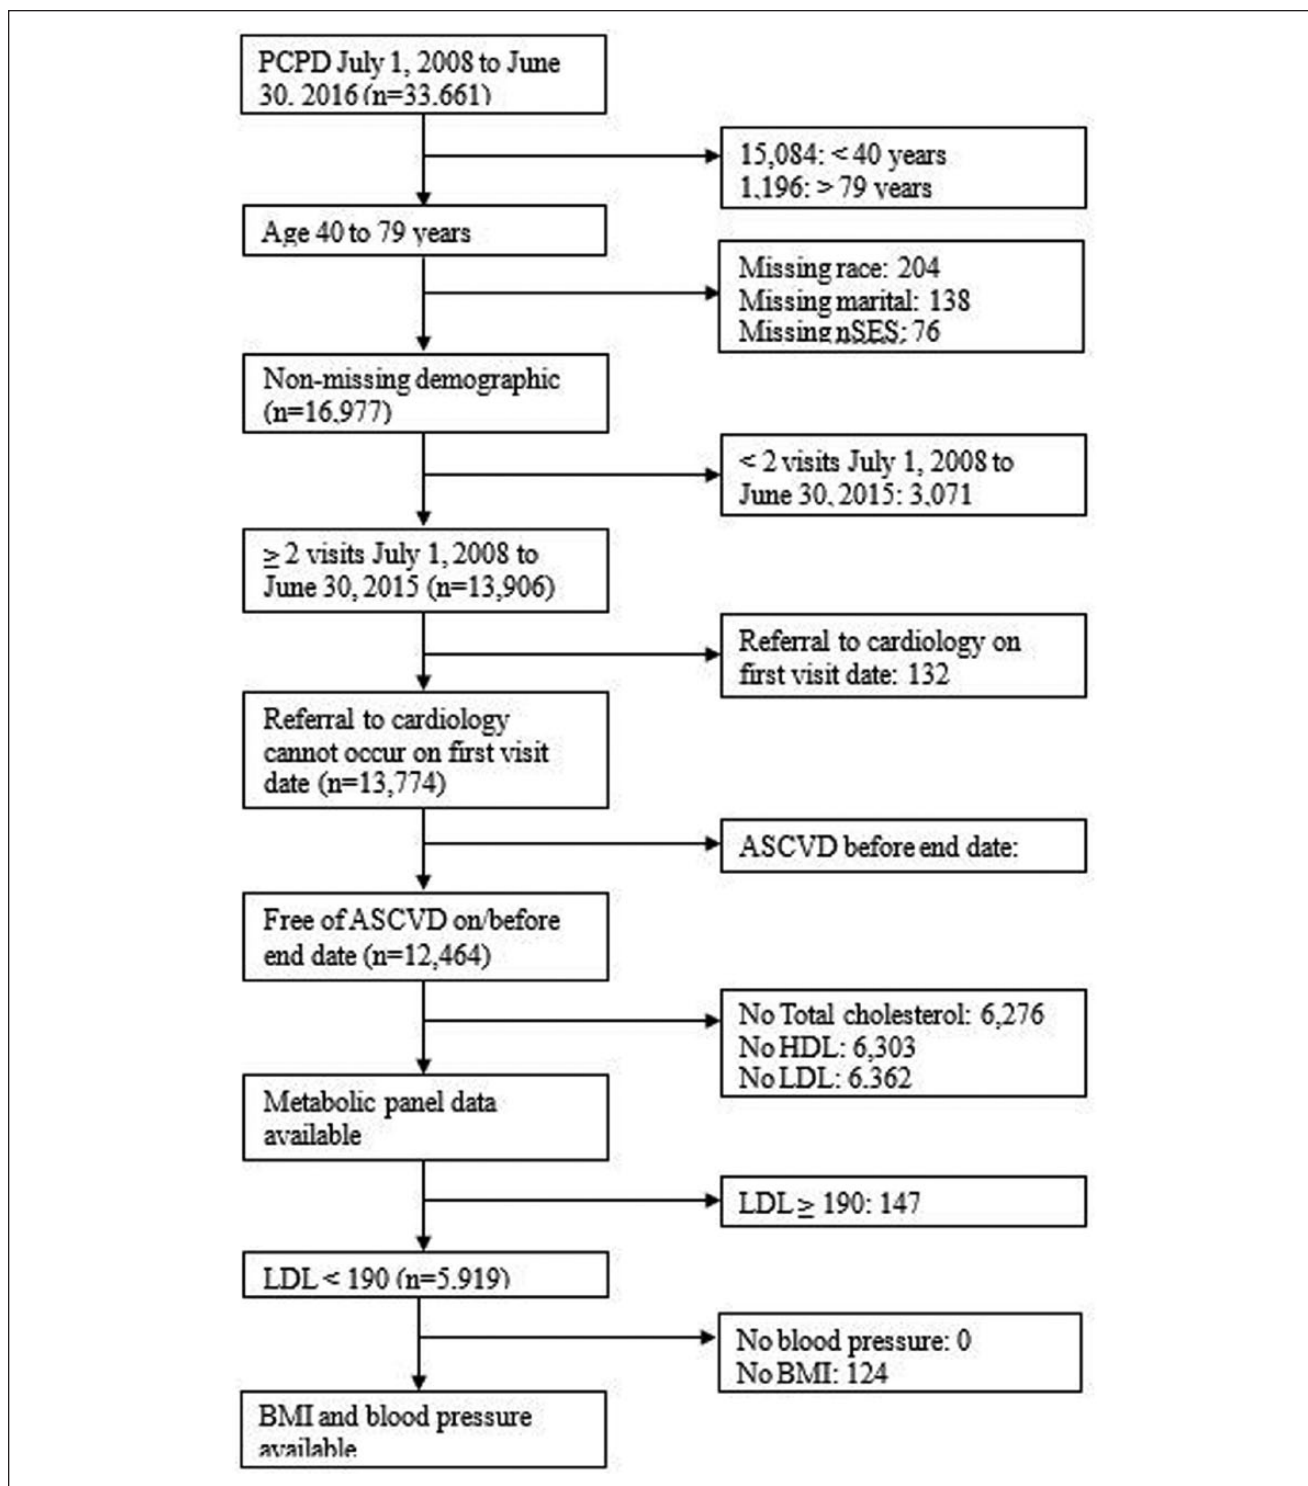 PCPD July 1, 2008 to June
30, 2016 (n=33,661)
15,084: < 40 years
1,196: > 79 years
Age 40 to 79 years
Missing race: 204
Missing marital: 138
Missing nSES: 76
Non-missing demographic
(n=16,977)
< 2 visits July 1, 2008 to
June 30, 2015: 3,071
≥ 2 visits July 1, 2008 to
June 30, 2015 (n=13,906)
Referral to cardiology on
first visit date: 132
Referral to cardiology
cannot occur on first visit
date (n=13,774)
ASCVD before end date:
Free of ASCVD on/before
end date (n=12,464)
No Total cholesterol: 6,276
No HDL: 6,303
No LDL: 6,362
Metabolic panel data
available
LDL ≥ 190: 147
LDL < 190 (n=5,919)
No blood pressure: 0
No BMI: 124
BMI and blood pressure
available